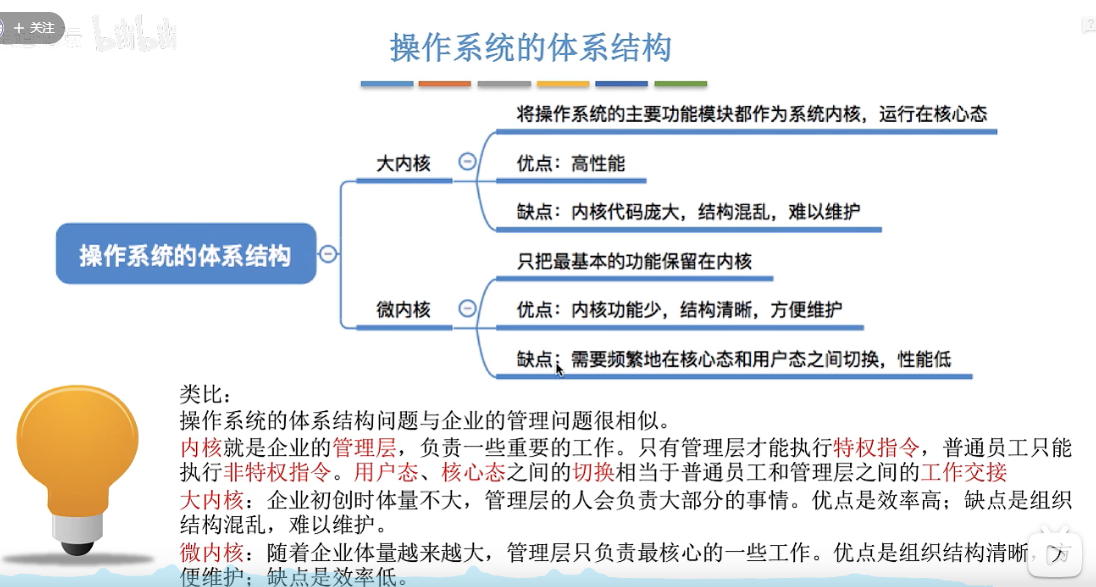 + 关注
bilibili
操作系统的体系结构
将操作系统的主要功能模块都作为系统内核，运行在核心态
大内核
优点：高性能
缺点：内核代码庞大，结构混乱，难以维护
操作系统的体系结构
只把最基本的功能保留在内核
微内核
优点：内核功能少，结构清晰，方便维护
缺点：需要频繁地在核心态和用户态之间切换，性能低
类比：
操作系统的体系结构问题与企业的管理问题很相似。
内核就是企业的管理层，负责一些重要的工作。只有管理层才能执行特权指令，普通员工只能
执行非特权指令。用户态、核心态之间的切换相当于普通员工和管理层之间的工作交接
大内核：企业初创时体量不大，管理层的人会负责大部分的事情。优点是效率高；缺点是组织
结构混乱，难以维护。
微内核：随着企业体量越来越大，管理层只负责最核心的一些工作。优点是组织结构清晰，方
便维护；缺点是效率低。